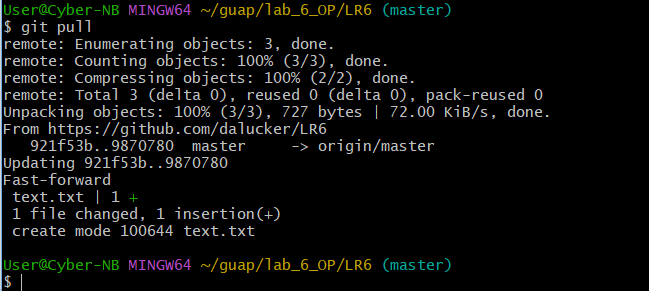 User@Cyber-NB MINGW64 ~/guap/lab_6_OP/LR6 (master)
$ git pull
remote: Enumerating objects: 3, done.
remote: Counting objects: 100% (3/3), done.
remote: Compressing objects: 100% (2/2), done.
remote: Total 3 (delta 0), reused 0 (delta 0), pack-reused 0
Unpacking objects: 100% (3/3), 727 bytes | 72.00 KiB/s, done.
From https://github.com/dalucker/LR6
   921f53b..9870780  master     -> origin/master
Updating 921f53b..9870780
Fast-forward
 text.txt | 1 +
 1 file changed, 1 insertion(+)
 create mode 100644 text.txt
User@Cyber-NB MINGW64 ~/guap/lab_6_OP/LR6 (master)
$